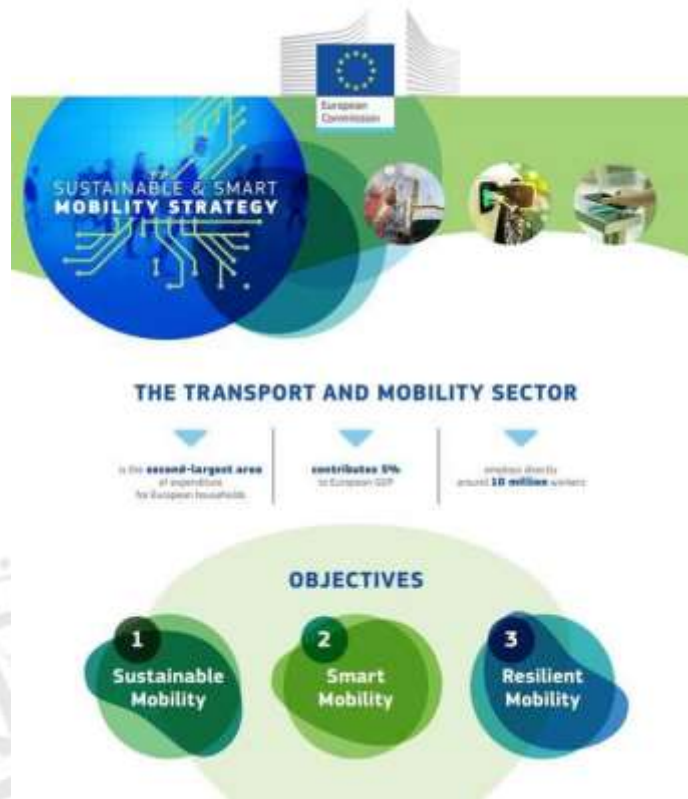 European
Commission
SUSTAINABLE & SMART
MOBILITY STRATEGY
THE TRANSPORT AND MOBILITY SECTOR
is the second-largest area
of expenditure
for European households
contributes 5%
to European GDP
employs directly
around 10 million workers
OBJECTIVES
1
Sustainable
Mobility
2
Smart
Mobility
3
Resilient
Mobility